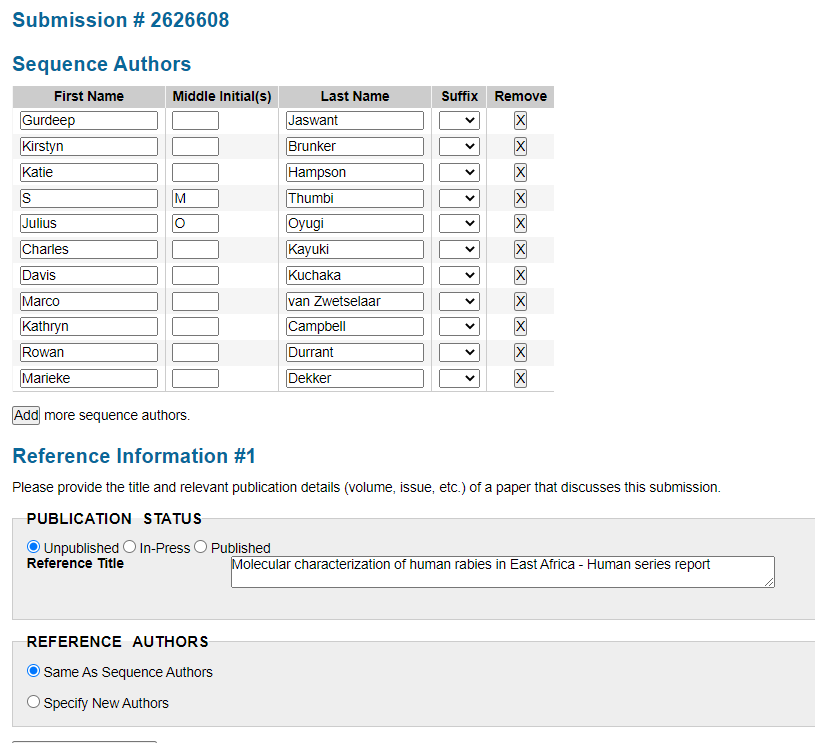 Submission # 2626608
Sequence Authors
First Name Middle Initial(s) Last Name Suffix Remove
Gurdeep Jaswant X
Kirstyn Brunker X
Katie Hampson X
S M Thumbi X
Julius O Oyugi X
Charles Kayuki X
Davis Kuchaka X
Marco van Zwetselaar X
Kathryn Campbell X
Rowan Durrant X
Marieke Dekker X
Add more sequence authors.
Reference Information #1
Please provide the title and relevant publication details (volume, issue, etc.) of a paper that discusses this submission.
PUBLICATION STATUS
Unpublished In-Press Published
Reference Title Molecular characterization of human rabies in East Africa - Human series report
REFERENCE AUTHORS
Same As Sequence Authors
Specify New Authors